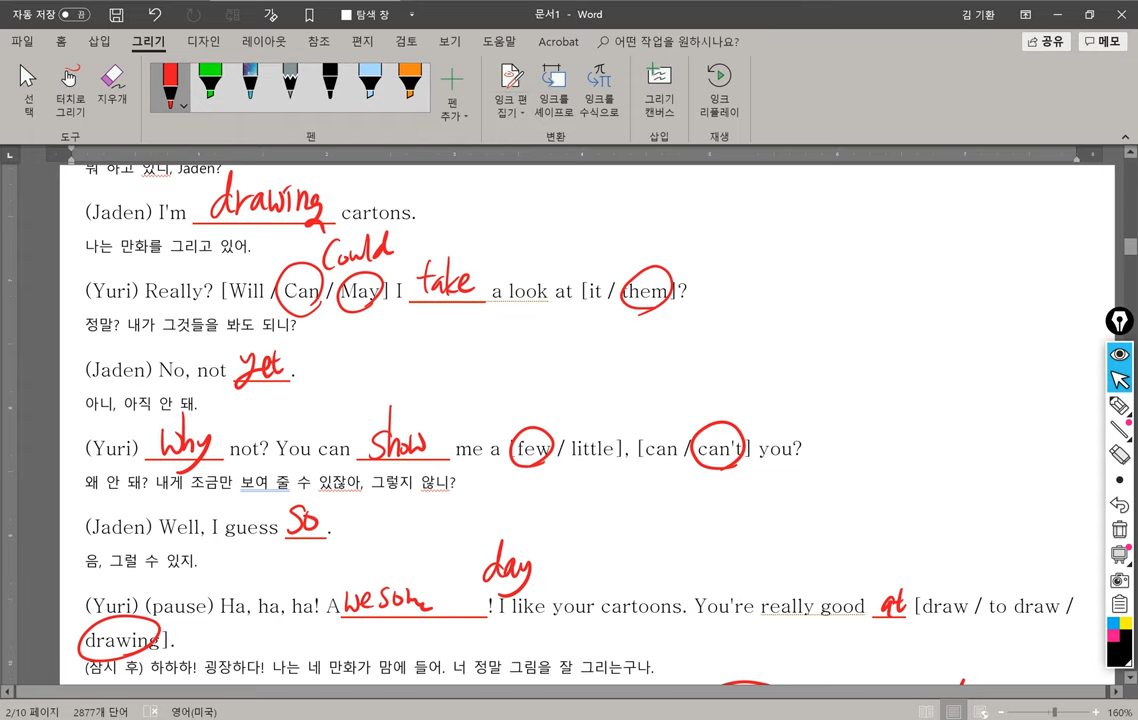 자동 저장 끔 탐색 창 문서1 - Word 김 기환
파일 홈 삽입 그리기 디자인 레이아웃 참조 편지 검토 보기 도움말 Acrobat 어떤 작업을 원하시나요? 공유 메모
선택 터치로 그리기 지우개 펜 추가 잉크 편집기 잉크를 셰이프로 잉크를 수식으로 그리기 캔버스 잉크 리플레이
도구 펜 변환 삽입 재생
뭐 하고 있니, Jaden?
(Jaden) I'm drawing cartons.
나는 만화를 그리고 있어.
Could
(Yuri) Really? [Will / Can / May] I take a look at [it / them]?
정말? 내가 그것들을 봐도 되니?
(Jaden) No, not yet.
아니, 아직 안 돼.
(Yuri) Why not? You can show me a [few / little], [can / can't] you?
왜 안 돼? 내게 조금만 보여 줄 수 있잖아, 그렇지 않니?
(Jaden) Well, I guess so.
음, 그럴 수 있지.
day
(Yuri) (pause) Ha, ha, ha! Awesome! I like your cartoons. You're really good at [draw / to draw /
drawing].
(잠시 후) 하하하! 굉장하다! 나는 네 만화가 맘에 들어. 너 정말 그림을 잘 그리는구나.
2/10 페이지 2877개 단어 영어(미국) 160%